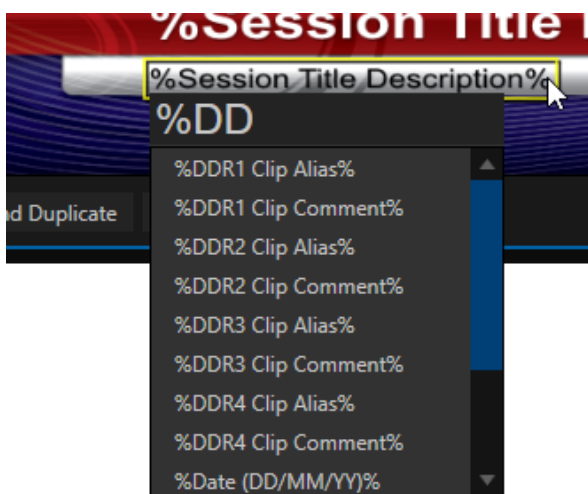 %Session Title
%Session Title Description%
%DD
%DDR1 Clip Alias%
%DDR1 Clip Comment%
nd Duplicate
%DDR2 Clip Alias%
%DDR2 Clip Comment%
%DDR3 Clip Alias%
%DDR3 Clip Comment%
%DDR4 Clip Alias%
%DDR4 Clip Comment%
%Date (DD/MM/YY)%